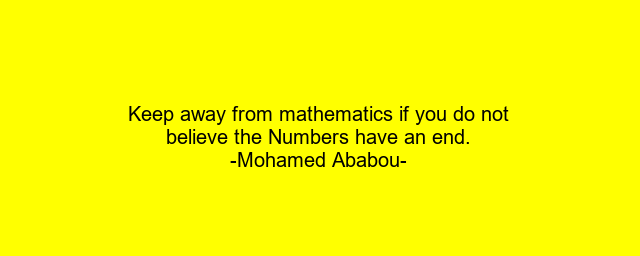 Keep away from mathematics if you do not
believe the Numbers have an end.
-Mohamed Ababou-